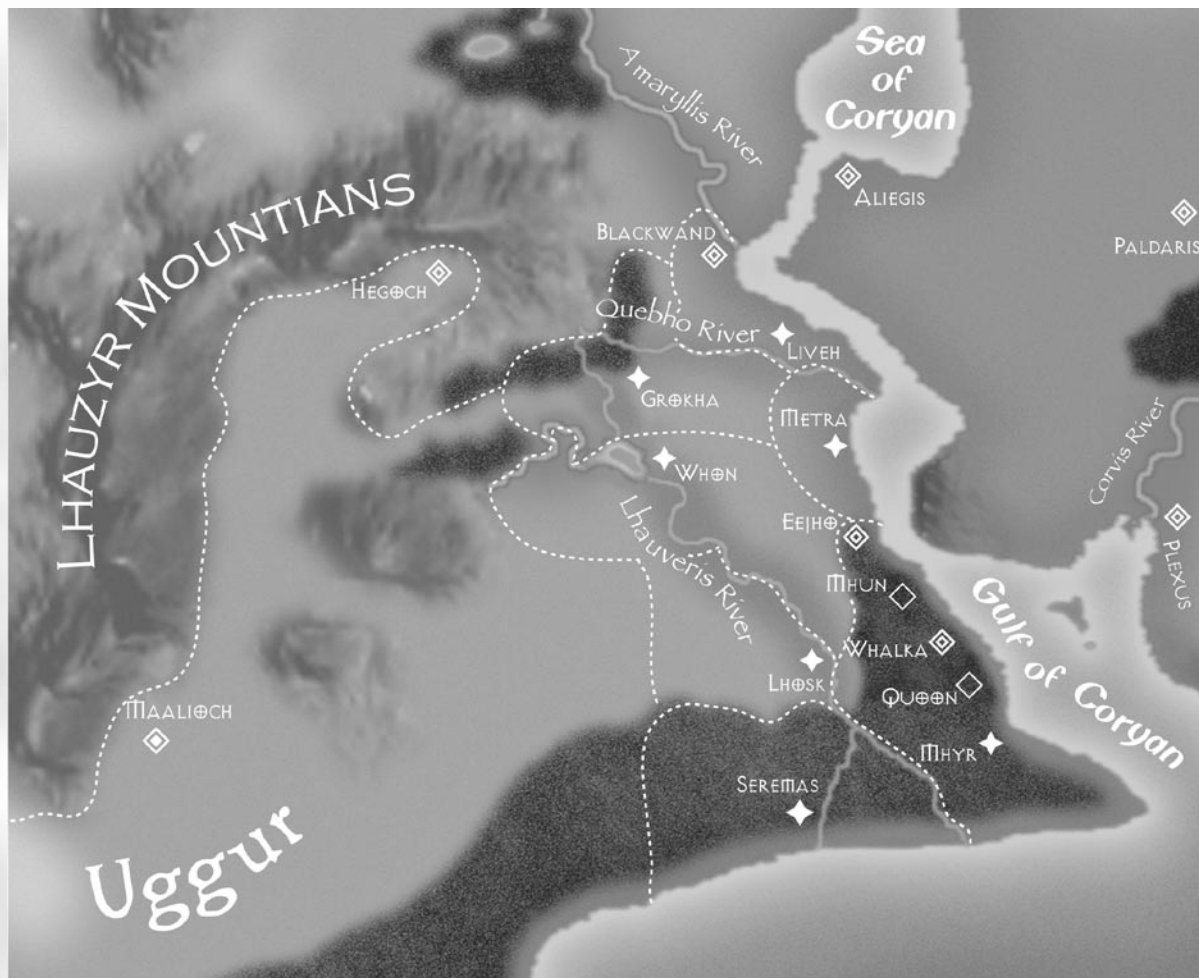 Sea
of
Coryan
Amaryllis River
Aliegis
Paldaris
Blackwand
Lhauzyr Mountians
Hegoch
Quebho River
Liveh
Grokha
Metra
Corvis River
Whon
Eejho
Plexus
Lhauveris River
Mhun
Gulf of Coryan
Whalka
Lhosk
Quoon
Maalioch
Mhyr
Seremas
Uggur